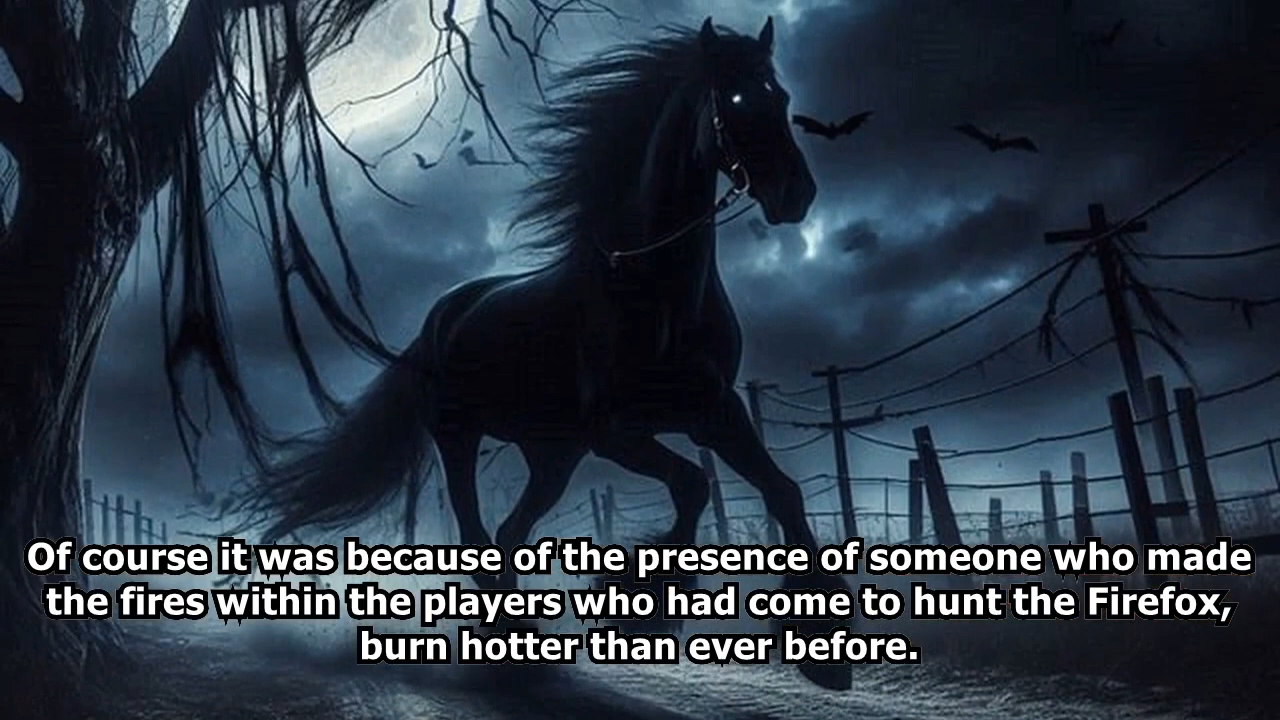 Of course it was because of the presence of someone who made
the fires within the players who had come to hunt the Firefox,
burn hotter than ever before.